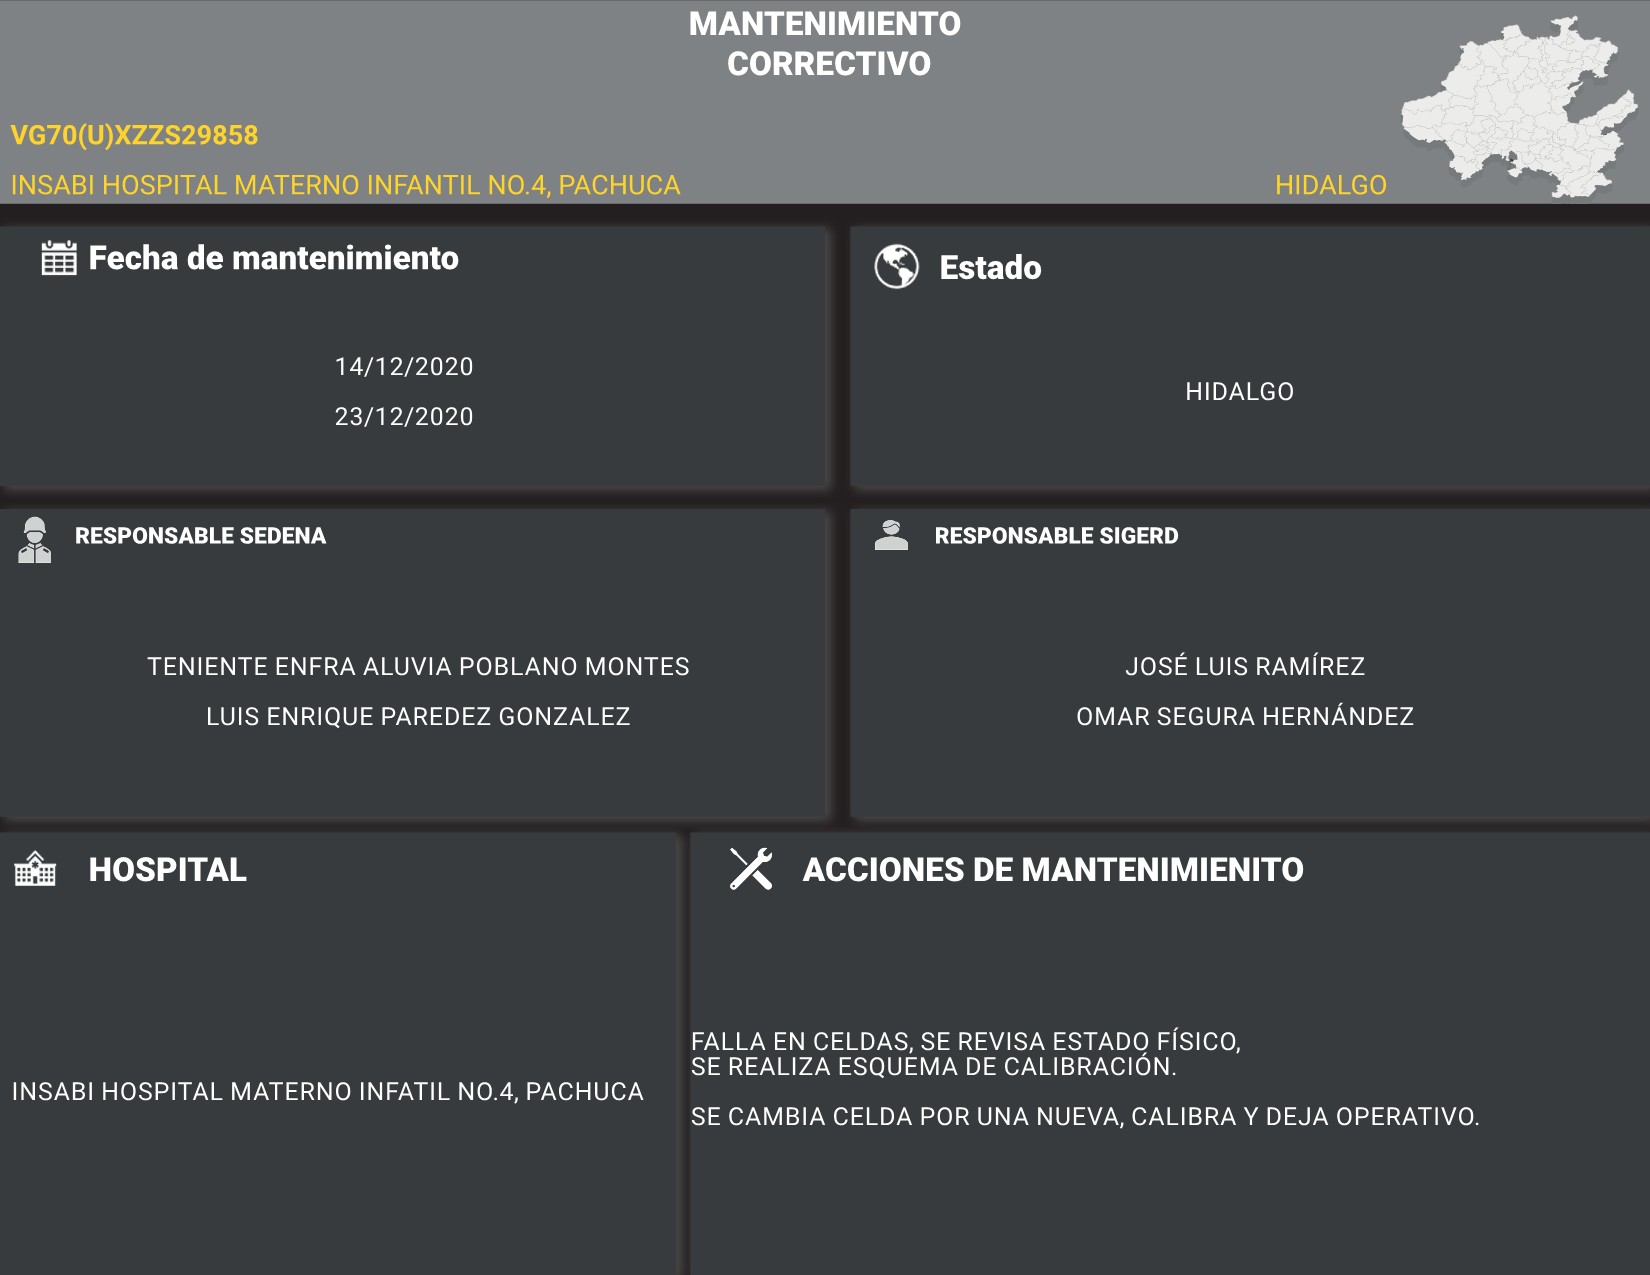 MANTENIMIENTO
CORRECTIVO
VG70(U)XZZS29858
INSABI HOSPITAL MATERNO INFANTIL NO.4, PACHUCA
HIDALGO
Fecha de mantenimiento
14/12/2020
23/12/2020
Estado
HIDALGO
RESPONSABLE SEDENA
TENIENTE ENFRA ALUVIA POBLANO MONTES
LUIS ENRIQUE PAREDEZ GONZALEZ
RESPONSABLE SIGERD
JOSÉ LUIS RAMÍREZ
OMAR SEGURA HERNÁNDEZ
HOSPITAL
INSABI HOSPITAL MATERNO INFATIL NO.4, PACHUCA
ACCIONES DE MANTENIMIENITO
FALLA EN CELDAS, SE REVISA ESTADO FÍSICO,
SE REALIZA ESQUEMA DE CALIBRACIÓN.
SE CAMBIA CELDA POR UNA NUEVA, CALIBRA Y DEJA OPERATIVO.